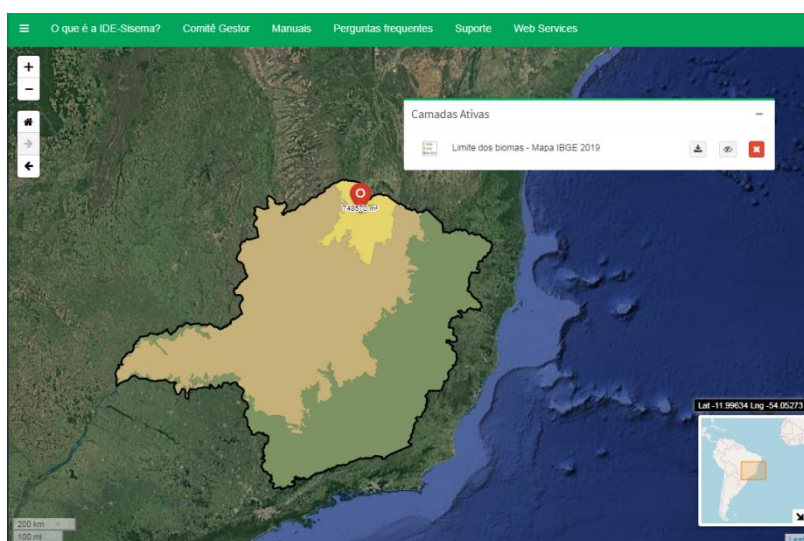 O que é a IDE-Sisema? Comitê Gestor Manuais Perguntas frequentes Suporte Web Services
+
−
Camadas Ativas
Limite dos biomas - Mapa IBGE 2019
Lat -11.99634 Lng -54.05273
200 km
100 mi